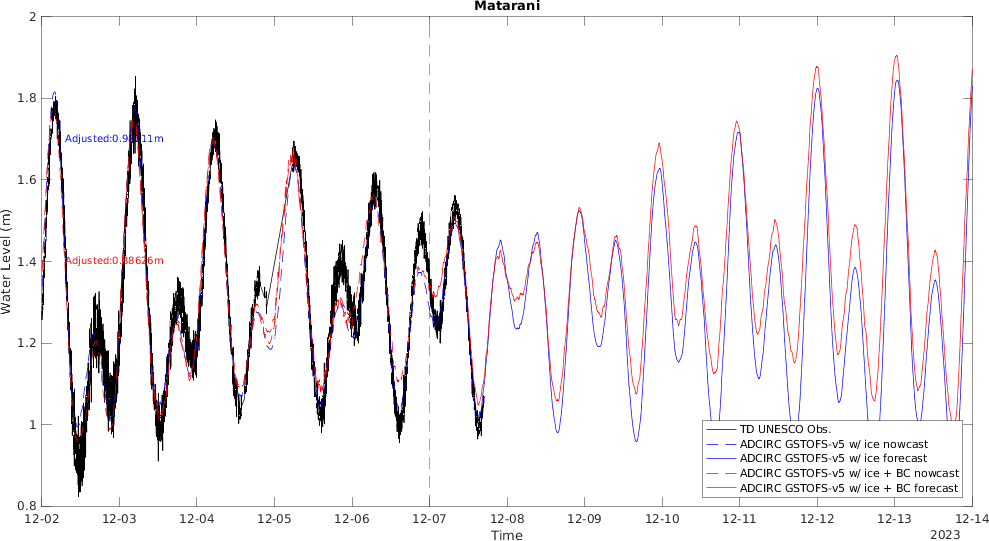 Matarani
Water Level (m)
2
1.8
1.6
1.4
1.2
1
0.8
Adjusted:0.88626m
TD UNESCO Obs.
ADCIRC GSTOFS-v5 w/ ice nowcast
ADCIRC GSTOFS-v5 w/ ice forecast
ADCIRC GSTOFS-v5 w/ ice + BC nowcast
ADCIRC GSTOFS-v5 w/ ice + BC forecast
12-02 12-03 12-04 12-05 12-06 12-07 12-08 12-09 12-10 12-11 12-12 12-13 12-14
Time
2023